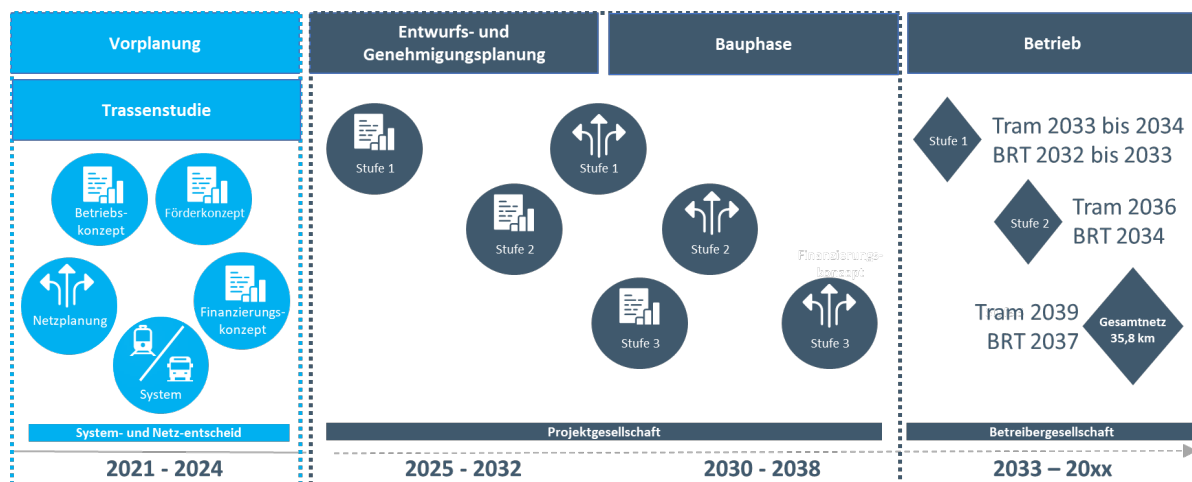 Vorplanung
Trassenstudie
Betriebs-
konzept
Förderkonzept
Netzplanung
Finanzierungs-
konzept
System
System- und Netz-entscheid
2021 - 2024
Entwurfs- und
Genehmigungsplanung
Bauphase
Stufe 1
Stufe 1
Stufe 2
Stufe 2
Finanzierungs-
konzept
Stufe 3
Stufe 3
Projektgesellschaft
2025 - 2032
2030 - 2038
Betrieb
Stufe 1
Tram 2033 bis 2034
BRT 2032 bis 2033
Stufe 2
Tram 2036
BRT 2034
Tram 2039
BRT 2037
Gesamtnetz
35,8 km
Betreibergesellschaft
2033 – 20xx